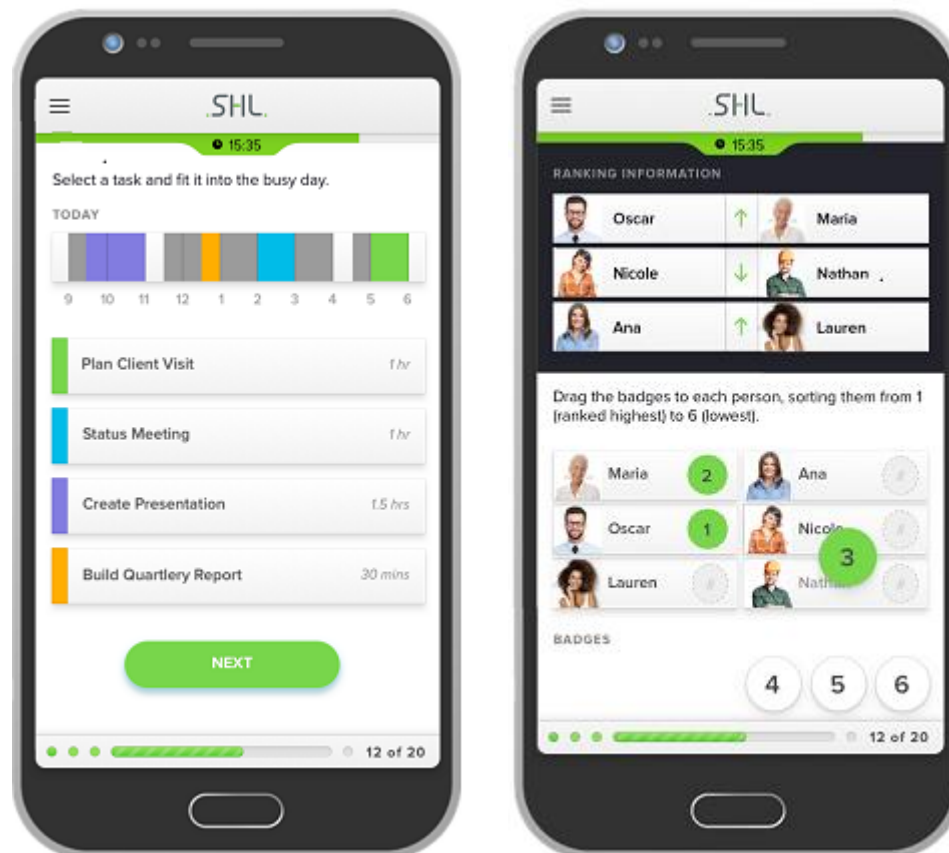 SHL
15:35
Select a task and fit it into the busy day.
TODAY
9 10 11 12 1 2 3 4 5 6
Plan Client Visit 1 hr
Status Meeting 1 hr
Create Presentation 1.5 hrs
Build Quartlery Report 30 mins
NEXT
12 of 20
SHL
15:35
RANKING INFORMATION
Oscar ↑ Maria
Nicole ↓ Nathan
Ana ↑ Lauren
Drag the badges to each person, sorting them from 1
(ranked highest) to 6 (lowest).
Maria 2 Ana #
Oscar 1 Nicole 3 #
Lauren # Nathan #
BADGES
4 5 6
12 of 20